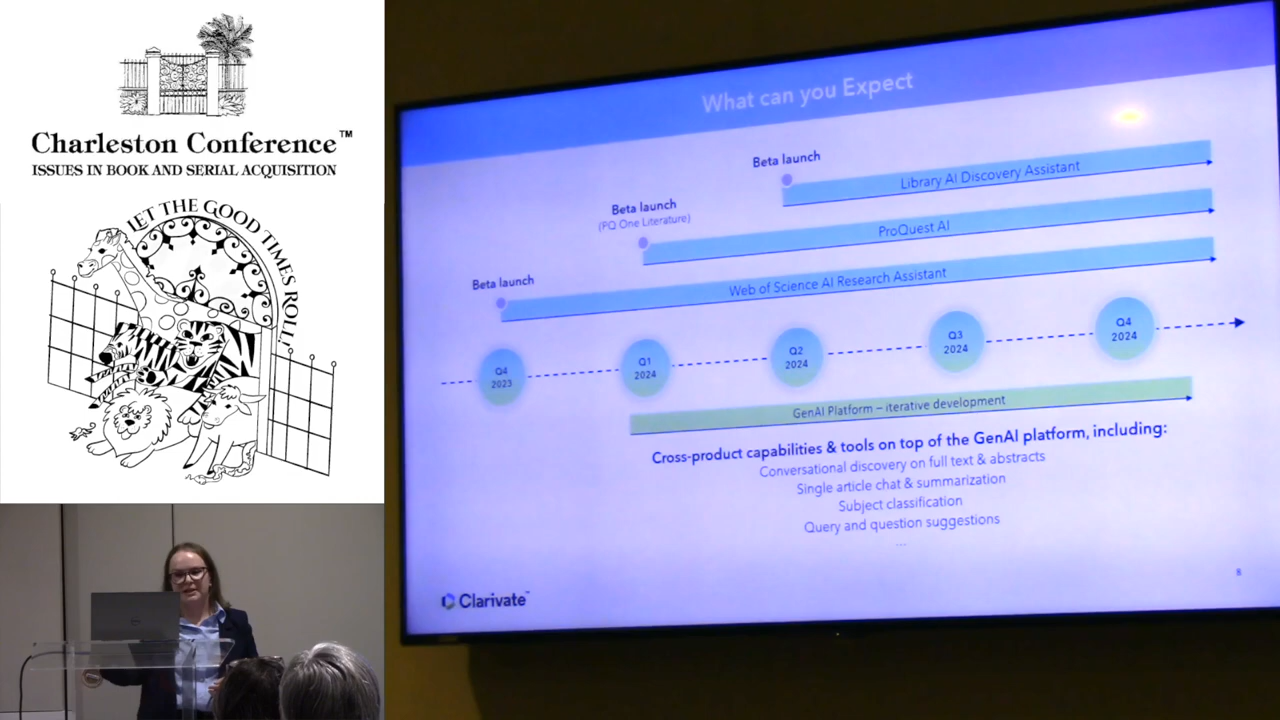 Charleston Conference™
ISSUES IN BOOK AND SERIAL ACQUISITION
LET THE GOOD TIMES ROLL!
What can you Expect
Beta launch
Library AI Discovery Assistant
Beta launch
(PQ One Literature)
ProQuest AI
Beta launch
Web of Science AI Research Assistant
Q4
2023
Q1
2024
Q2
2024
Q3
2024
Q4
2024
GenAI Platform – iterative development
Cross-product capabilities & tools on top of the GenAI platform, including:
Conversational discovery on full text & abstracts
Single article chat & summarization
Subject classification
Query and question suggestions
...
8
Clarivate™